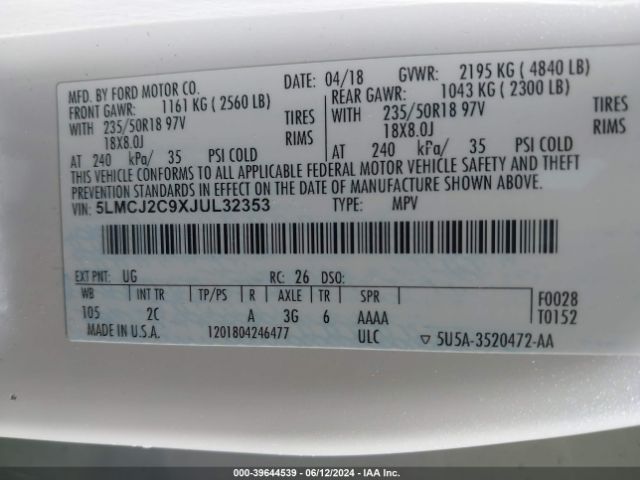 MFD. BY FORD MOTOR CO. DATE: 04/18 GVWR: 2195 KG ( 4840 LB)
FRONT GAWR: 1161 KG ( 2560 LB) REAR GAWR: 1043 KG ( 2300 LB)
WITH 235/50R18 97V TIRES WITH 235/50R18 97V TIRES
18X8.0J RIMS 18X8.0J RIMS
AT 240 kPa/ 35 PSI COLD AT 240 kPa/ 35 PSI COLD
THIS VEHICLE CONFORMS TO ALL APPLICABLE FEDERAL MOTOR VEHICLE SAFETY AND THEFT
PREVENTION STANDARDS IN EFFECT ON THE DATE OF MANUFACTURE SHOWN ABOVE.
VIN: 5LMCJ2C9XJUL32353 TYPE: MPV
EXT PNT: UG RC: 26 DSO:
WB INT TR TP/PS R AXLE TR SPR F0028
105 2C A 3G 6 AAAA T0152
MADE IN U.S.A. 1201804246477 ULC ▽ 5U5A-3520472-AA
000-39644539 - 06/12/2024 - IAA Inc.